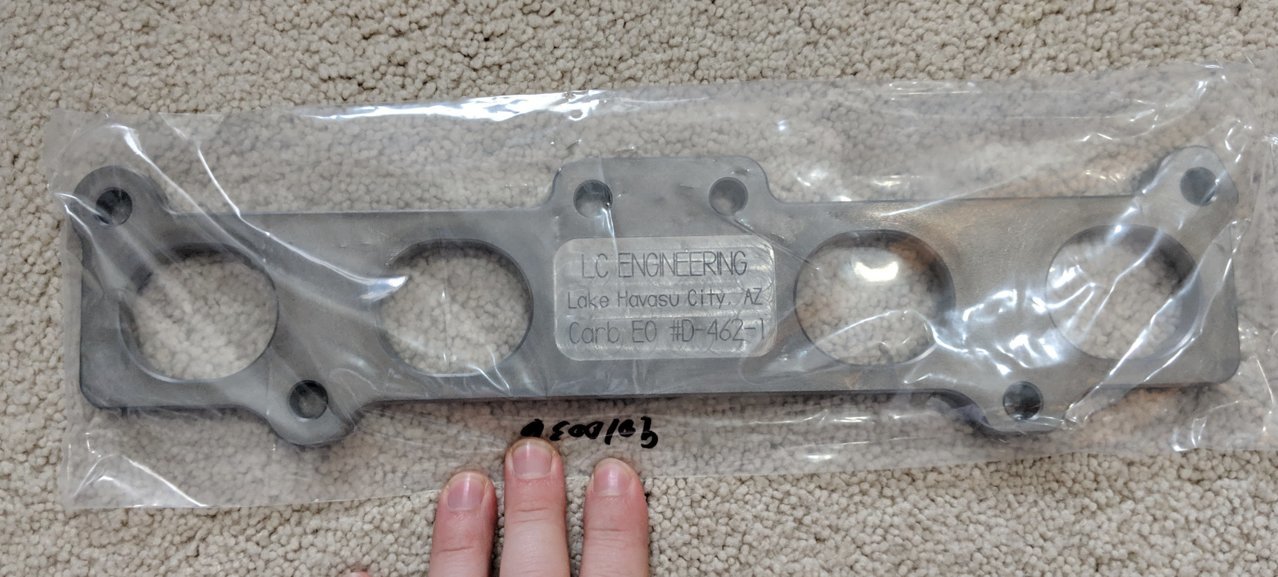 LC ENGINEERING
Lake Havasu City, AZ
Carb EO #D-462-1